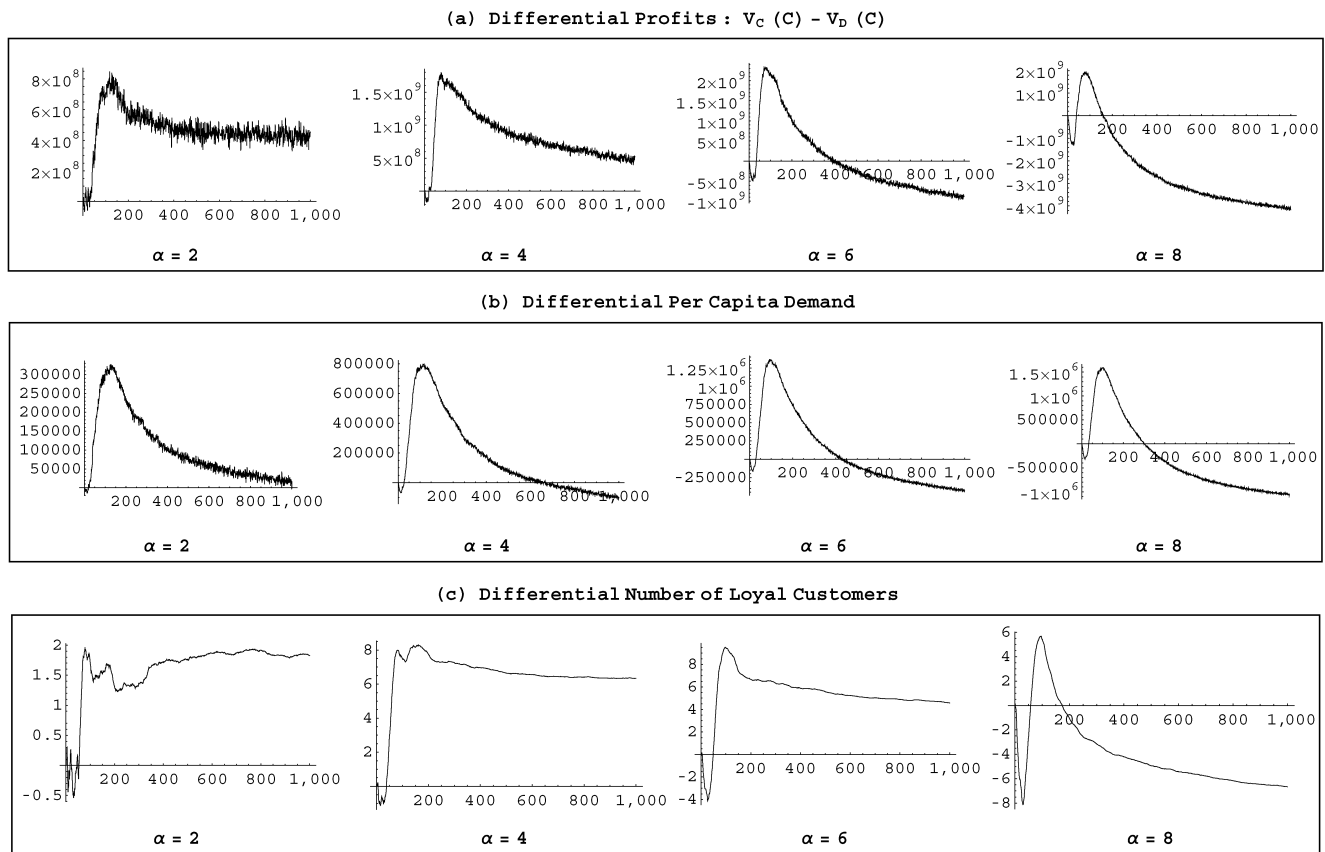 (a) Differential Profits : V_C (C) – V_D (C)
8×10^8
6×10^8
4×10^8
2×10^8
200 400 600 800 1,000
α = 2
1.5×10^9
1×10^9
5×10^8
200 400 600 800 1,000
α = 4
2×10^9
1.5×10^9
1×10^9
5×10^8
-5×10^8
-1×10^9
200 400 600 800 1,000
α = 6
2×10^9
1×10^9
-1×10^9
-2×10^9
-3×10^9
-4×10^9
200 400 600 800 1,000
α = 8
(b) Differential Per Capita Demand
300000
250000
200000
150000
100000
50000
200 400 600 800 1,000
α = 2
800000
600000
400000
200000
200 400 600 800 1,000
α = 4
1.25×10^6
1×10^6
750000
500000
250000
-250000
200 400 600 800 1,000
α = 6
1.5×10^6
1×10^6
500000
-500000
-1×10^6
200 400 600 800 1,000
α = 8
(c) Differential Number of Loyal Customers
2
1.5
1
0.5
-0.5
200 400 600 800 1,000
α = 2
8
6
4
2
200 400 600 800 1,000
α = 4
8
6
4
2
-2
-4
200 400 600 800 1,000
α = 6
6
4
2
-2
-4
-6
-8
200 400 600 800 1,000
α = 8